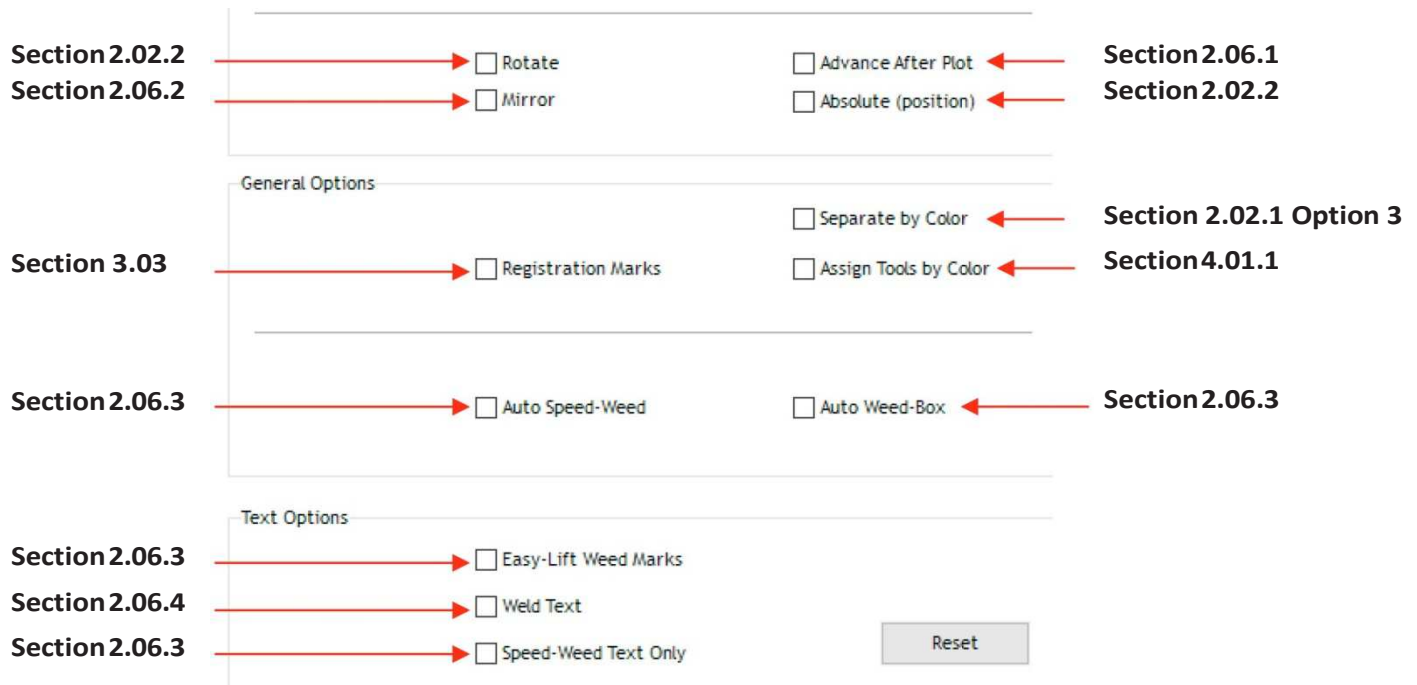 Section 2.02.2 Rotate Advance After Plot Section 2.06.1
Section 2.06.2 Mirror Absolute (position) Section 2.02.2
General Options
Separate by Color Section 2.02.1 Option 3
Section 3.03 Registration Marks Assign Tools by Color Section 4.01.1
Section 2.06.3 Auto Speed-Weed Auto Weed-Box Section 2.06.3
Text Options
Section 2.06.3 Easy-Lift Weed Marks
Section 2.06.4 Weld Text
Section 2.06.3 Speed-Weed Text Only Reset